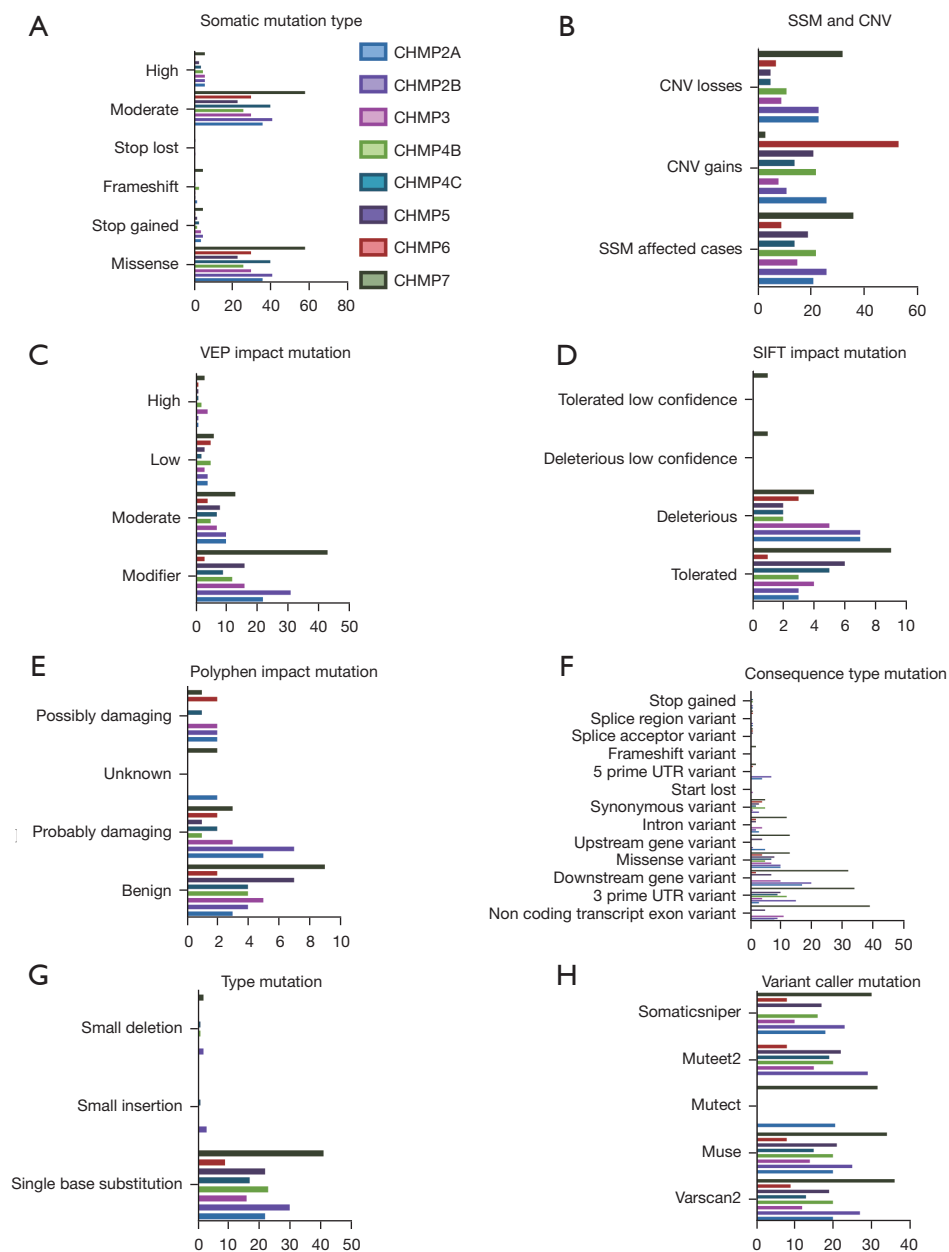 A
Somatic mutation type
High
Moderate
Stop lost
Frameshift
Stop gained
Missense
0 20 40 60 80
CHMP2A
CHMP2B
CHMP3
CHMP4B
CHMP4C
CHMP5
CHMP6
CHMP7
B
SSM and CNV
CNV losses
CNV gains
SSM affected cases
0 20 40 60
C
VEP impact mutation
High
Low
Moderate
Modifier
0 10 20 30 40 50
D
SIFT impact mutation
Tolerated low confidence
Deleterious low confidence
Deleterious
Tolerated
0 2 4 6 8 10
E
Polyphen impact mutation
Possibly damaging
Unknown
Probably damaging
Benign
0 2 4 6 8 10
F
Consequence type mutation
Stop gained
Splice region variant
Splice acceptor variant
Frameshift variant
5 prime UTR variant
Start lost
Synonymous variant
Intron variant
Upstream gene variant
Missense variant
Downstream gene variant
3 prime UTR variant
Non coding transcript exon variant
0 10 20 30 40 50
G
Type mutation
Small deletion
Small insertion
Single base substitution
0 10 20 30 40 50
H
Variant caller mutation
Somaticsniper
Muteet2
Mutect
Muse
Varscan2
0 10 20 30 40